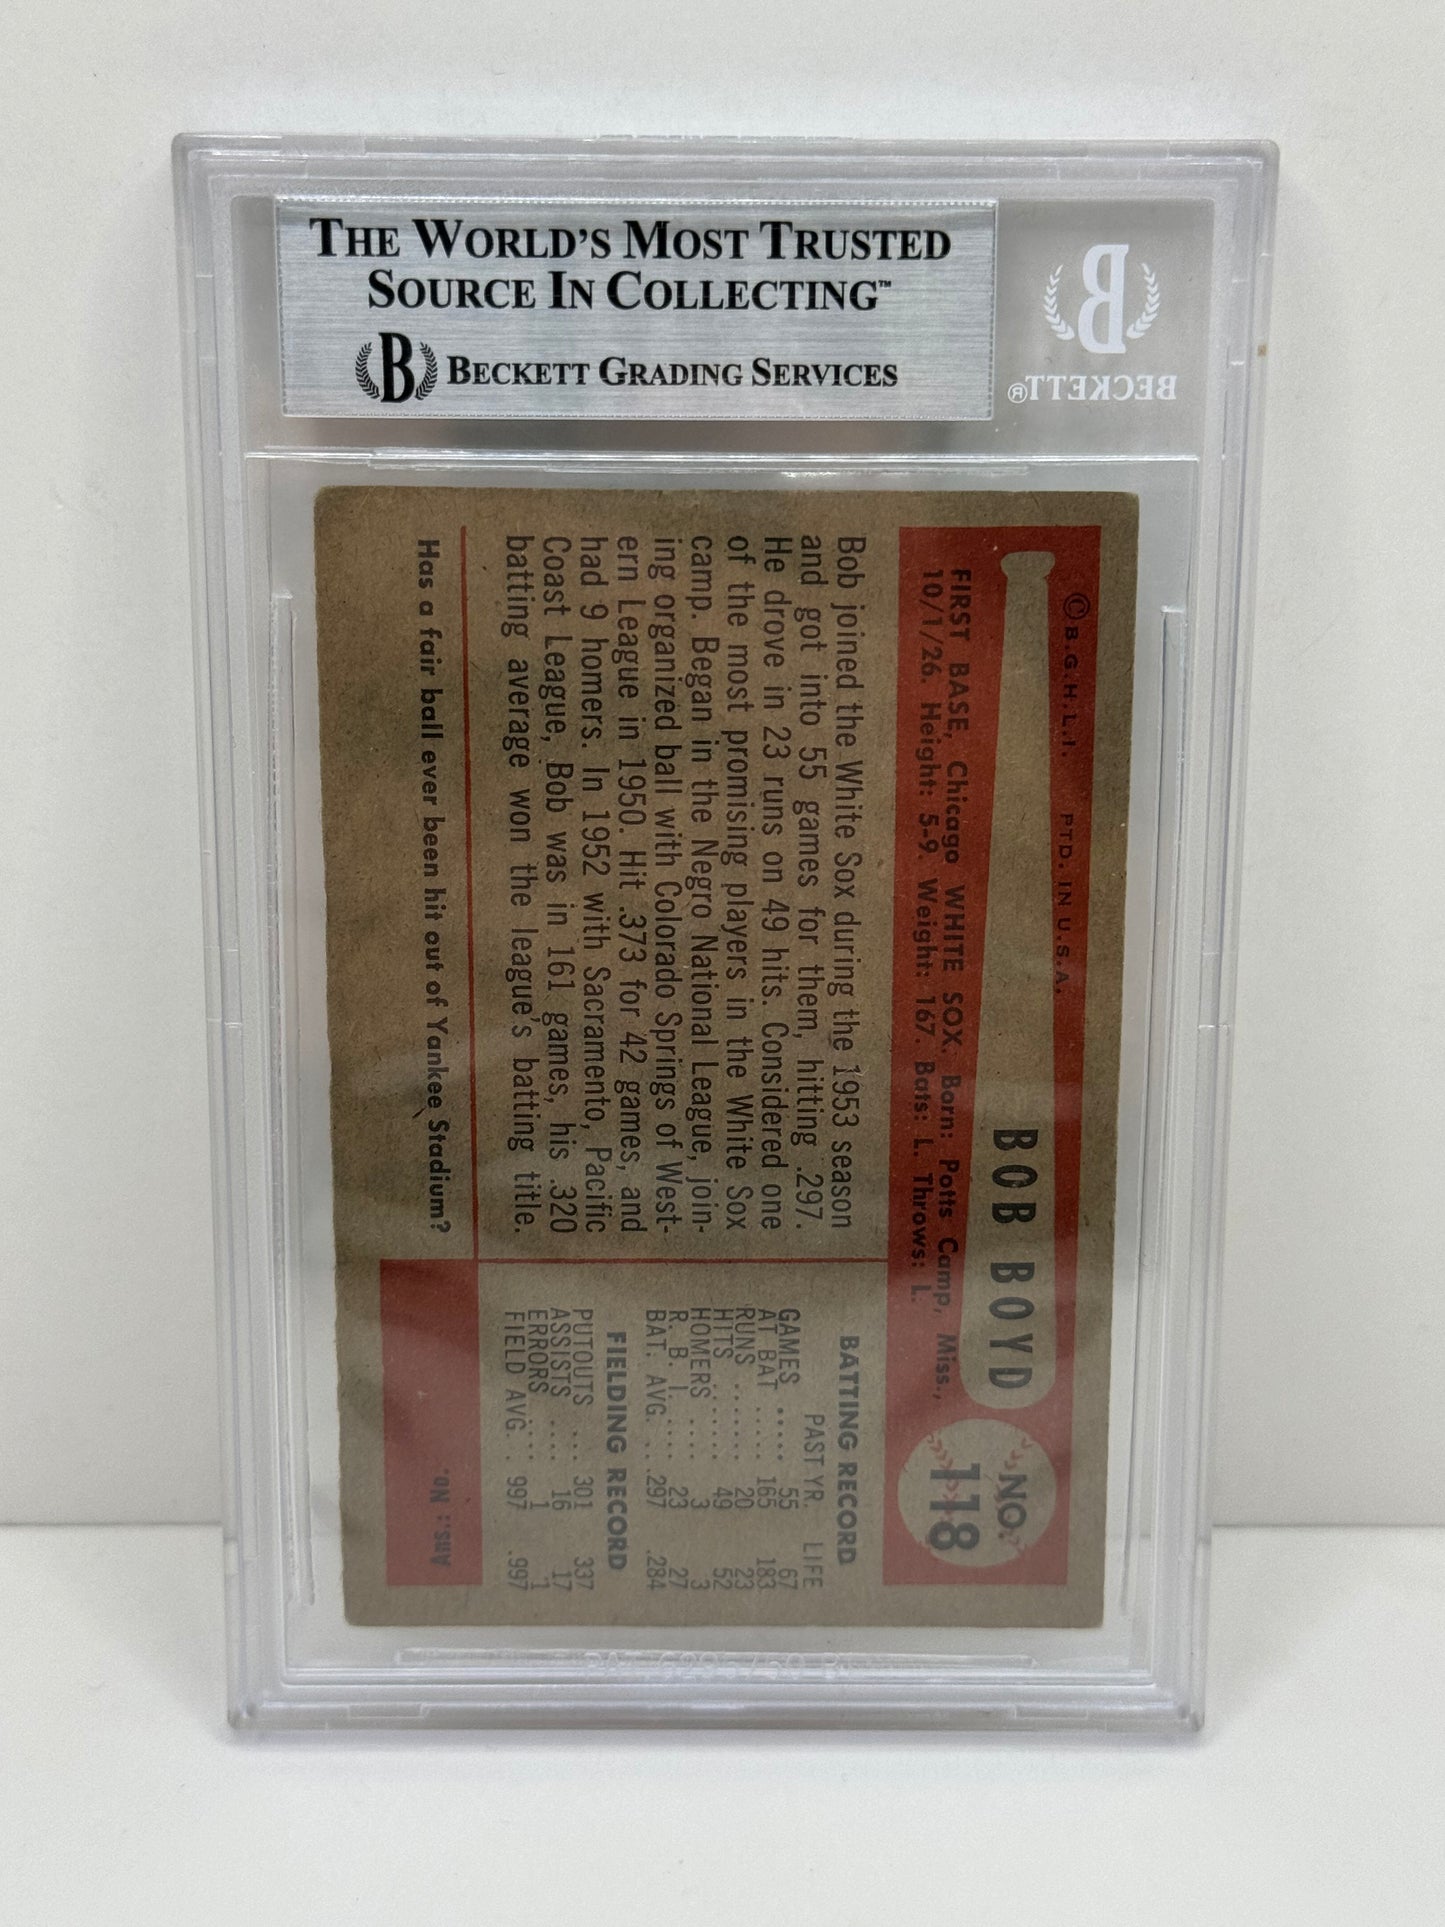 THE WORLD'S MOST TRUSTED
SOURCE IN COLLECTING™
B BECKETT GRADING SERVICES
B
BECKETT®
©B.G.H.L.I. PTD. IN U.S.A.
BOB BOYD
NO.
118
FIRST BASE, Chicago WHITE SOX. Born: Potts Camp, Miss.,
10/1/26. Height: 5-9. Weight: 167. Bats: L. Throws: L.
Bob joined the White Sox during the 1953 season
and got into 55 games for them, hitting .297.
He drove in 23 runs on 49 hits. Considered one
of the most promising players in the White Sox
camp. Began in the Negro National League, join-
ing organized ball with Colorado Springs of West-
ern League in 1950. Hit .373 for 42 games, and
had 9 homers. In 1952 with Sacramento, Pacific
Coast League, Bob was in 161 games, his .320
batting average won the league's batting title.
BATTING RECORD
PAST YR. LIFE
GAMES ..... 55 67
AT BAT ..... 165 183
RUNS ....... 20 23
HITS ....... 49 52
HOMERS ..... 3 3
R. B. I. .... 23 27
BAT. AVG. .. .297 .284
FIELDING RECORD
PUTOUTS ... 301 337
ASSISTS .... 16 17
ERRORS .... 1 1
FIELD AVG. . .997 .997
Has a fair ball ever been hit out of Yankee Stadium?
Ans.: No.